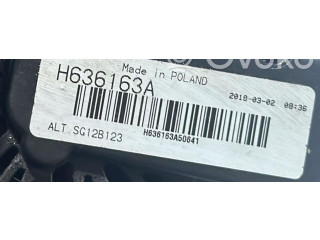 Made in POLAND
H636163A
2018-03-02 08:36
ALT SG12B123
H636163A50641